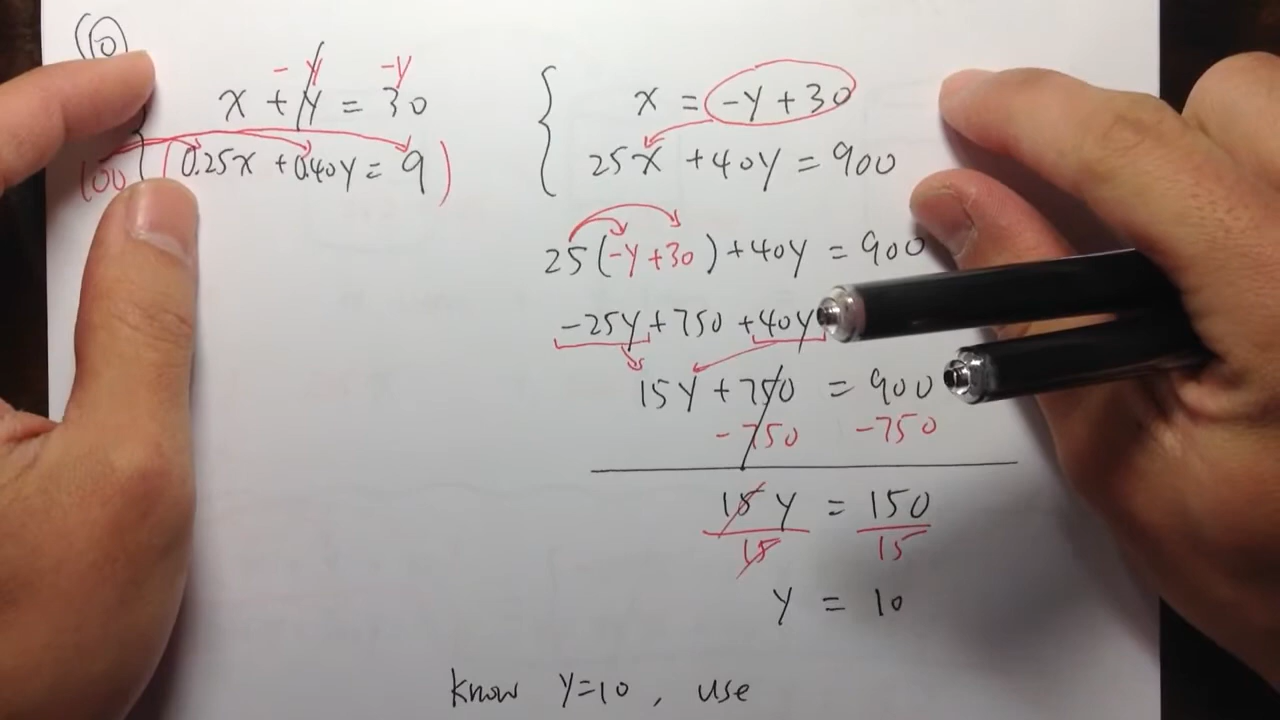 10
- y -y
x + y = 30
100 ( 0.25x + 0.40y = 9 )
x = -y + 30
25x + 40y = 900
25 (-y +30 ) + 40y = 900
-25y + 750 + 40y
15y + 750 = 900
- 750 -750
15 y = 150
15 15
y = 10
know y=10 , use